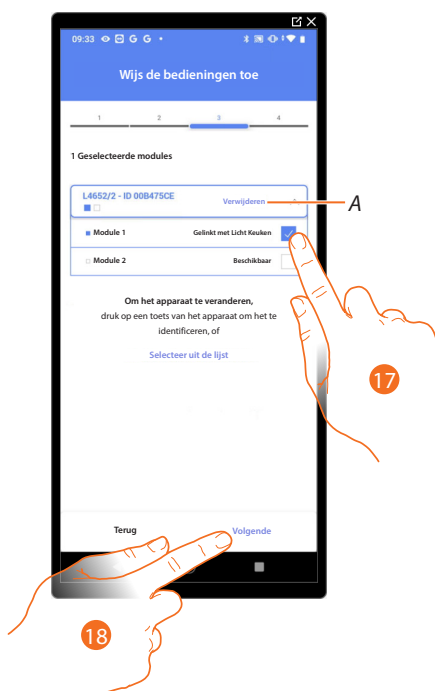 09:33 G G
Wijs de bedieningen toe
1 2 3 4
1 Geselecteerde modules
L4652/2 - ID 00B475CE Verwijderen
A
Module 1 Gelinkt met Licht Keuken
Module 2 Beschikbaar
Om het apparaat te veranderen,
druk op een toets van het apparaat om het te
identificeren, of
Selecteer uit de lijst
17
Terug Volgende
18